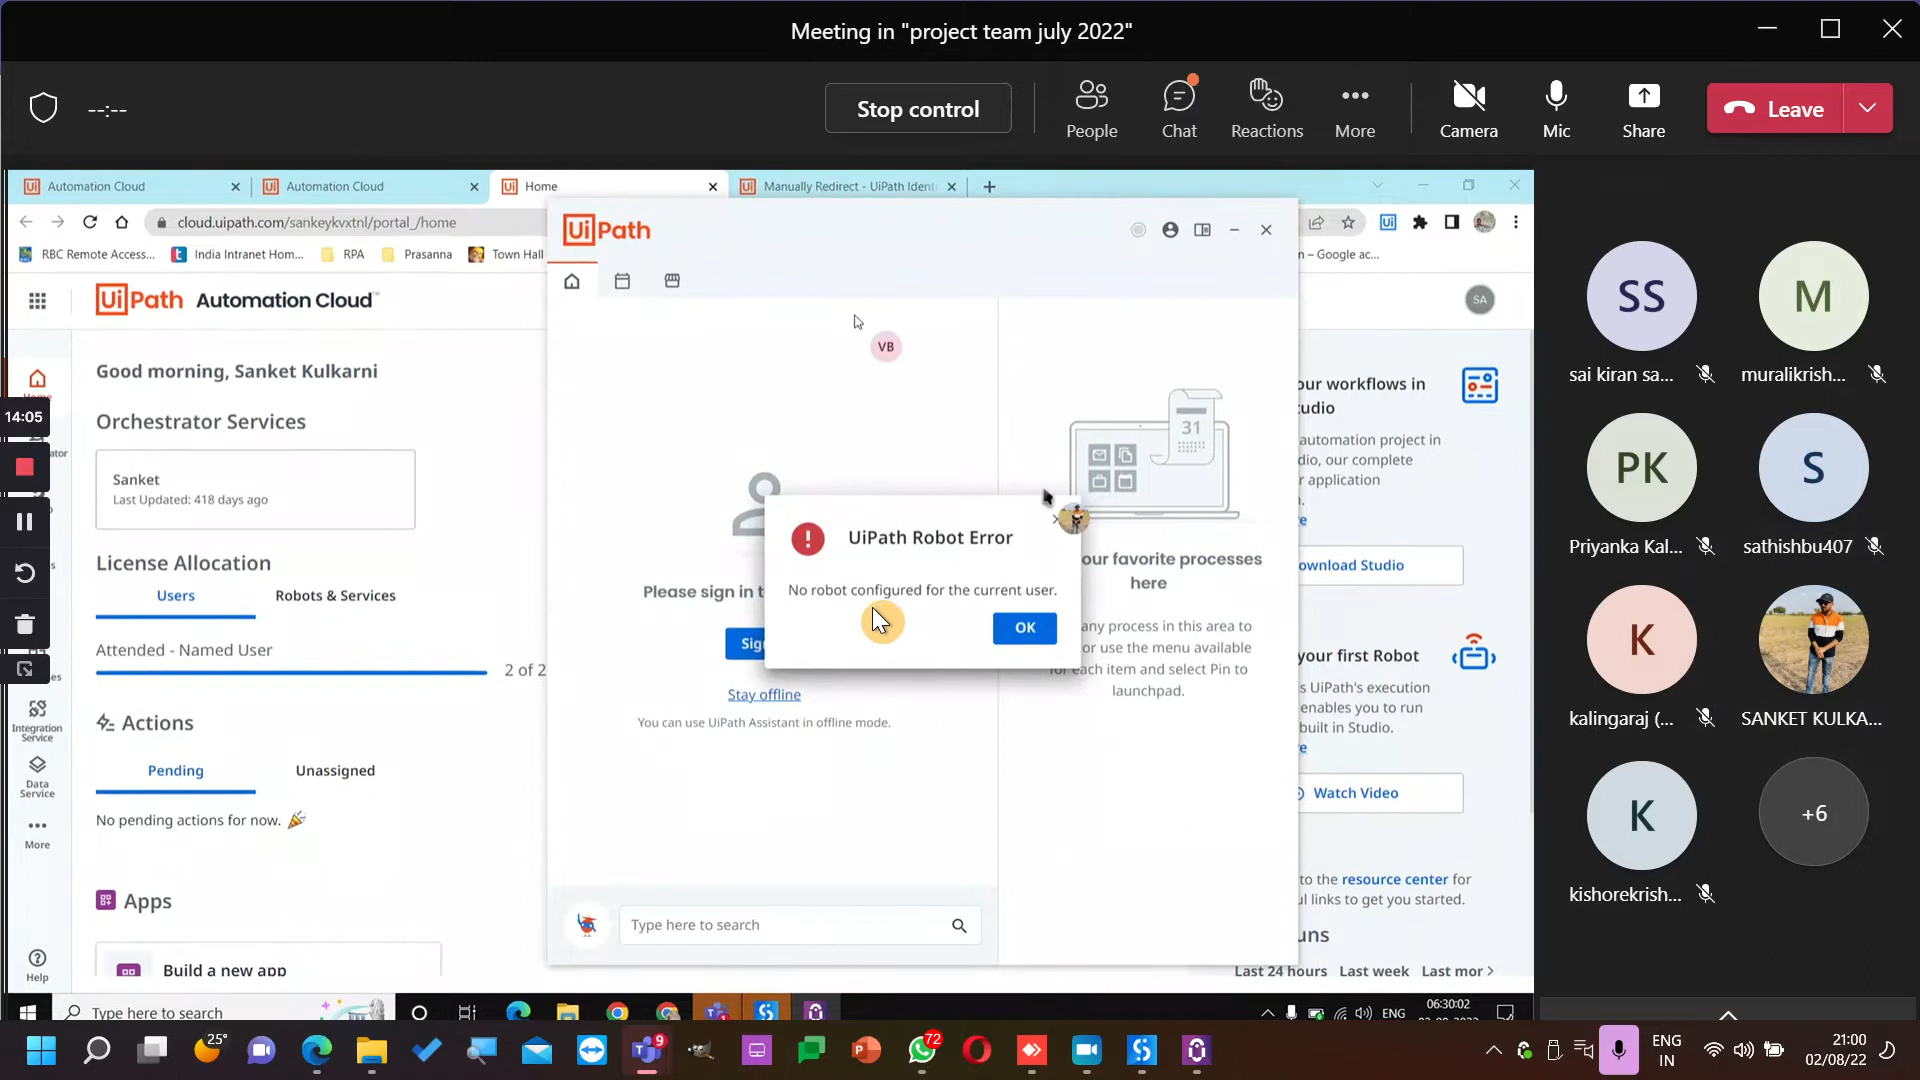 Meeting in "project team july 2022"
--:--
Stop control
People
Chat
Reactions
More
Camera
Mic
Share
Leave
Automation Cloud
Automation Cloud
Home
Manually Redirect - UiPath Ident
cloud.uipath.com/sankeykvxtnl/portal_/home
RBC Remote Access...
India Intranet Hom...
RPA
Prasanna
Town Hall
n – Google ac...
UiPath
UiPath Automation Cloud™
SA
Good morning, Sanket Kulkarni
Orchestrator Services
Sanket
Last Updated: 418 days ago
License Allocation
Users
Robots & Services
Attended - Named User
2 of 2
Actions
Pending
Unassigned
No pending actions for now.
Apps
Build a new app
Home
14:05
ator
es
Integration
Service
Data
Service
More
Help
VB
Please sign in t
Sig
Stay offline
You can use UiPath Assistant in offline mode.
UiPath Robot Error
No robot configured for the current user.
OK
31
our favorite processes
here
any process in this area to
or use the menu available
for each item and select Pin to
launchpad.
Type here to search
our workflows in
tudio
automation project in
dio, our complete
r application
n.
e
ownload Studio
your first Robot
s UiPath's execution
enables you to run
built in Studio.
e
Watch Video
to the resource center for
ul links to get you started.
uns
Last 24 hours
Last week
Last mor
SS
sai kiran sa...
M
muralikrish...
PK
Priyanka Kal...
S
sathishbu407
K
kalingaraj (...
SANKET KULKA...
K
kishorekrish...
+6
Type here to search
ENG
06:30:02
25°
9
72
ENG
IN
21:00
02/08/22